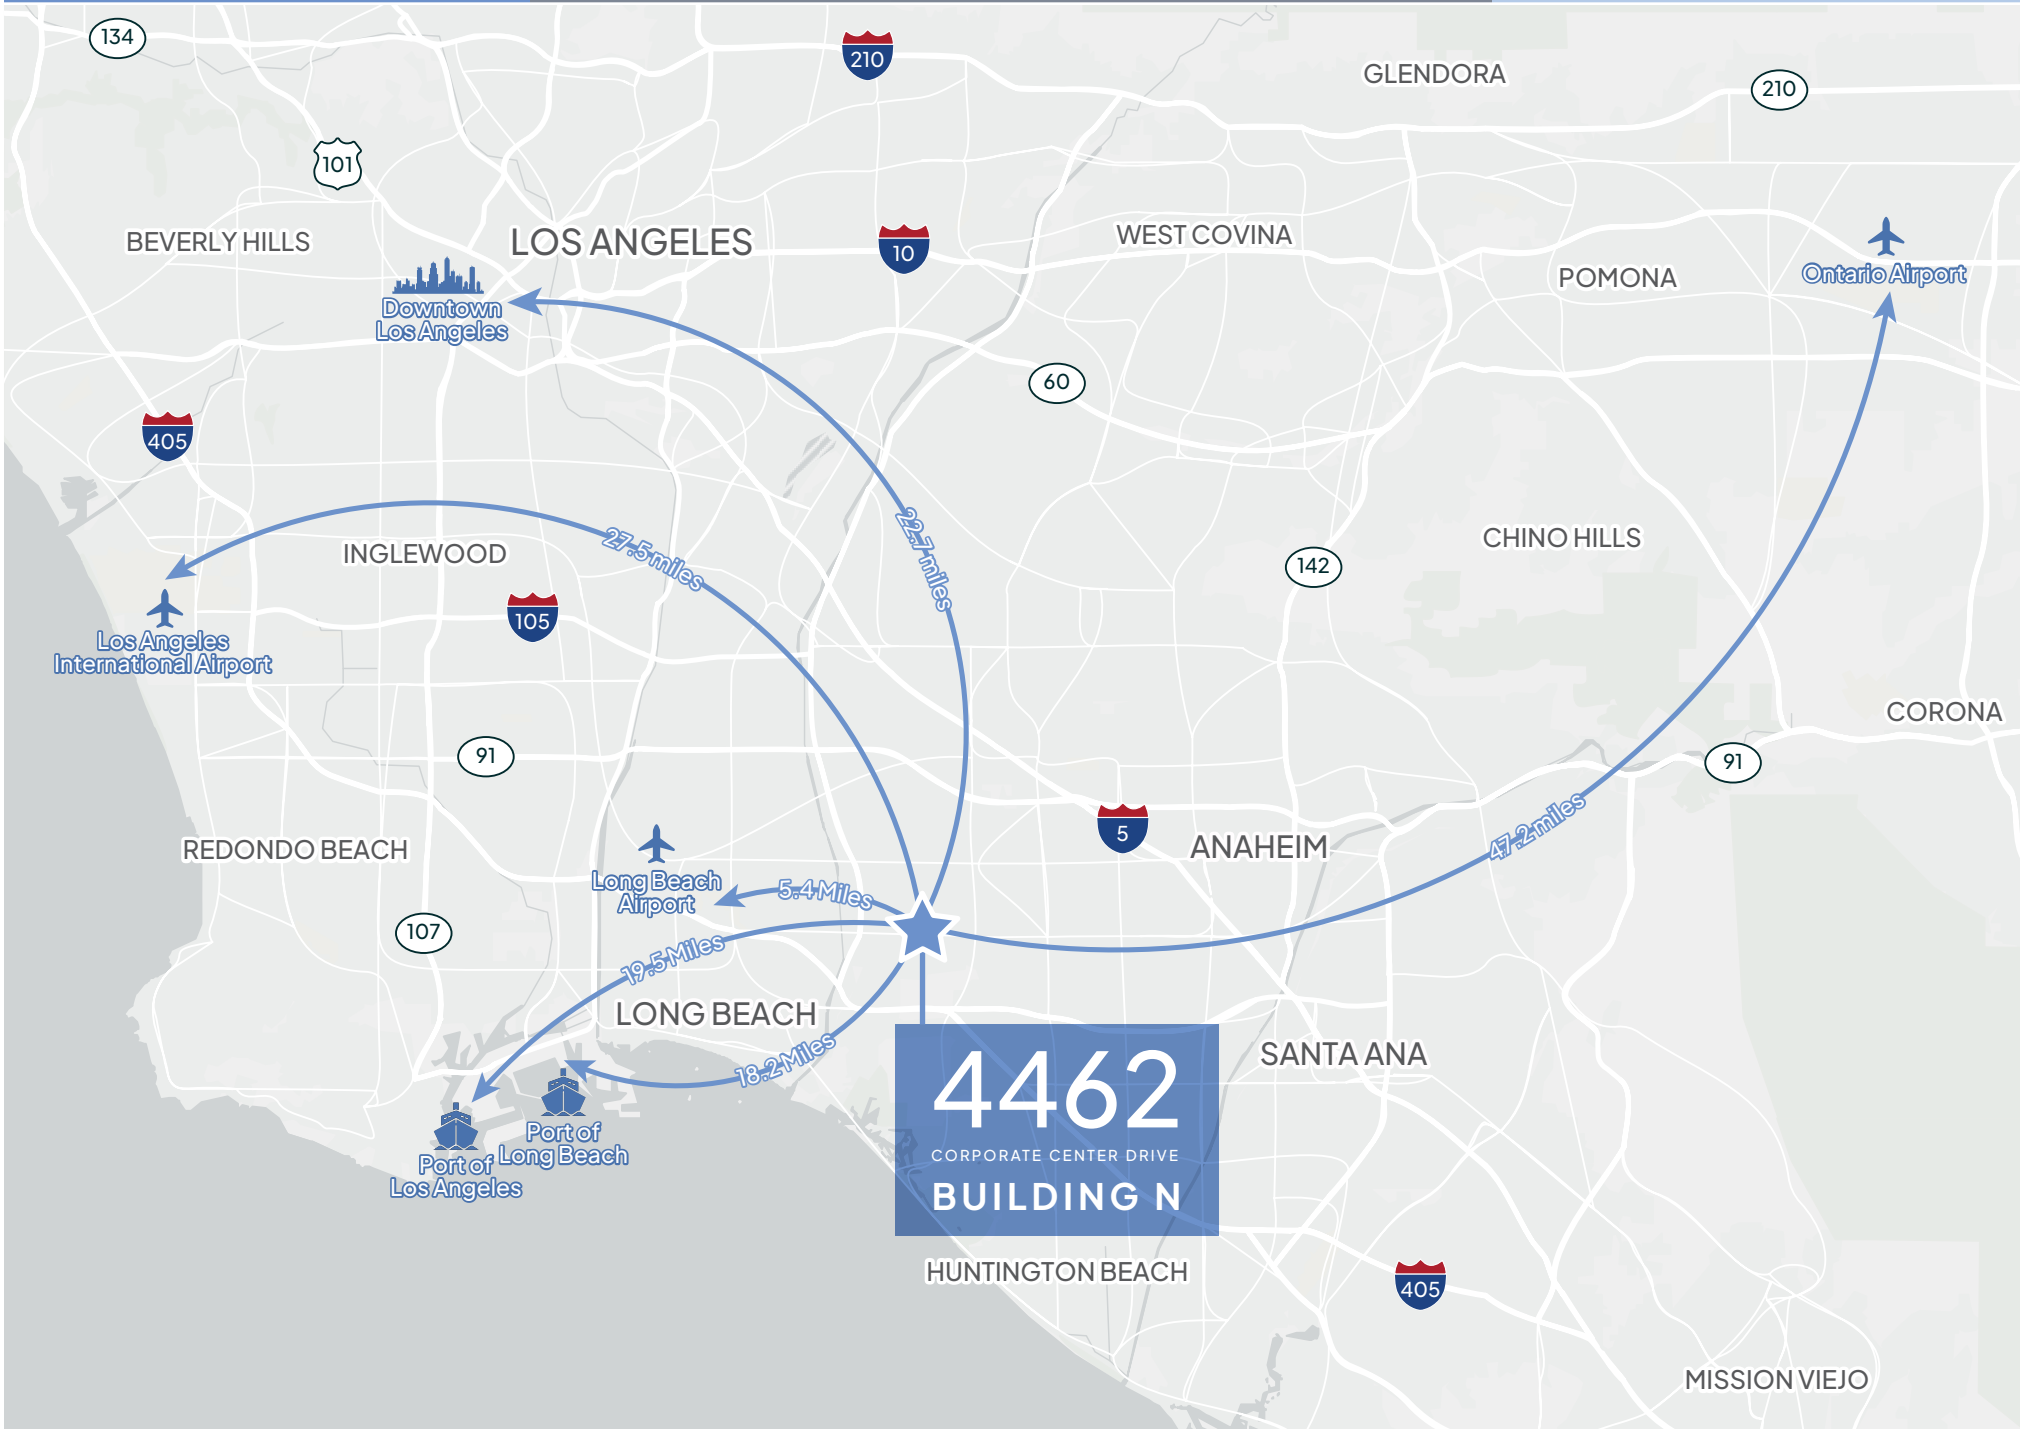 134
210
GLENDORA
210
101
BEVERLY HILLS
LOS ANGELES
10
WEST COVINA
POMONA
Ontario Airport
Downtown
Los Angeles
60
405
22.7 miles
27.5 miles
INGLEWOOD
CHINO HILLS
142
105
Los Angeles
International Airport
CORONA
91
91
47.2 miles
5
ANAHEIM
REDONDO BEACH
Long Beach
Airport
5.4 Miles
107
19.5 Miles
LONG BEACH
18.2 Miles
SANTA ANA
4462
CORPORATE CENTER DRIVE
BUILDING N
Port of
Long Beach
Port of
Los Angeles
HUNTINGTON BEACH
405
MISSION VIEJO